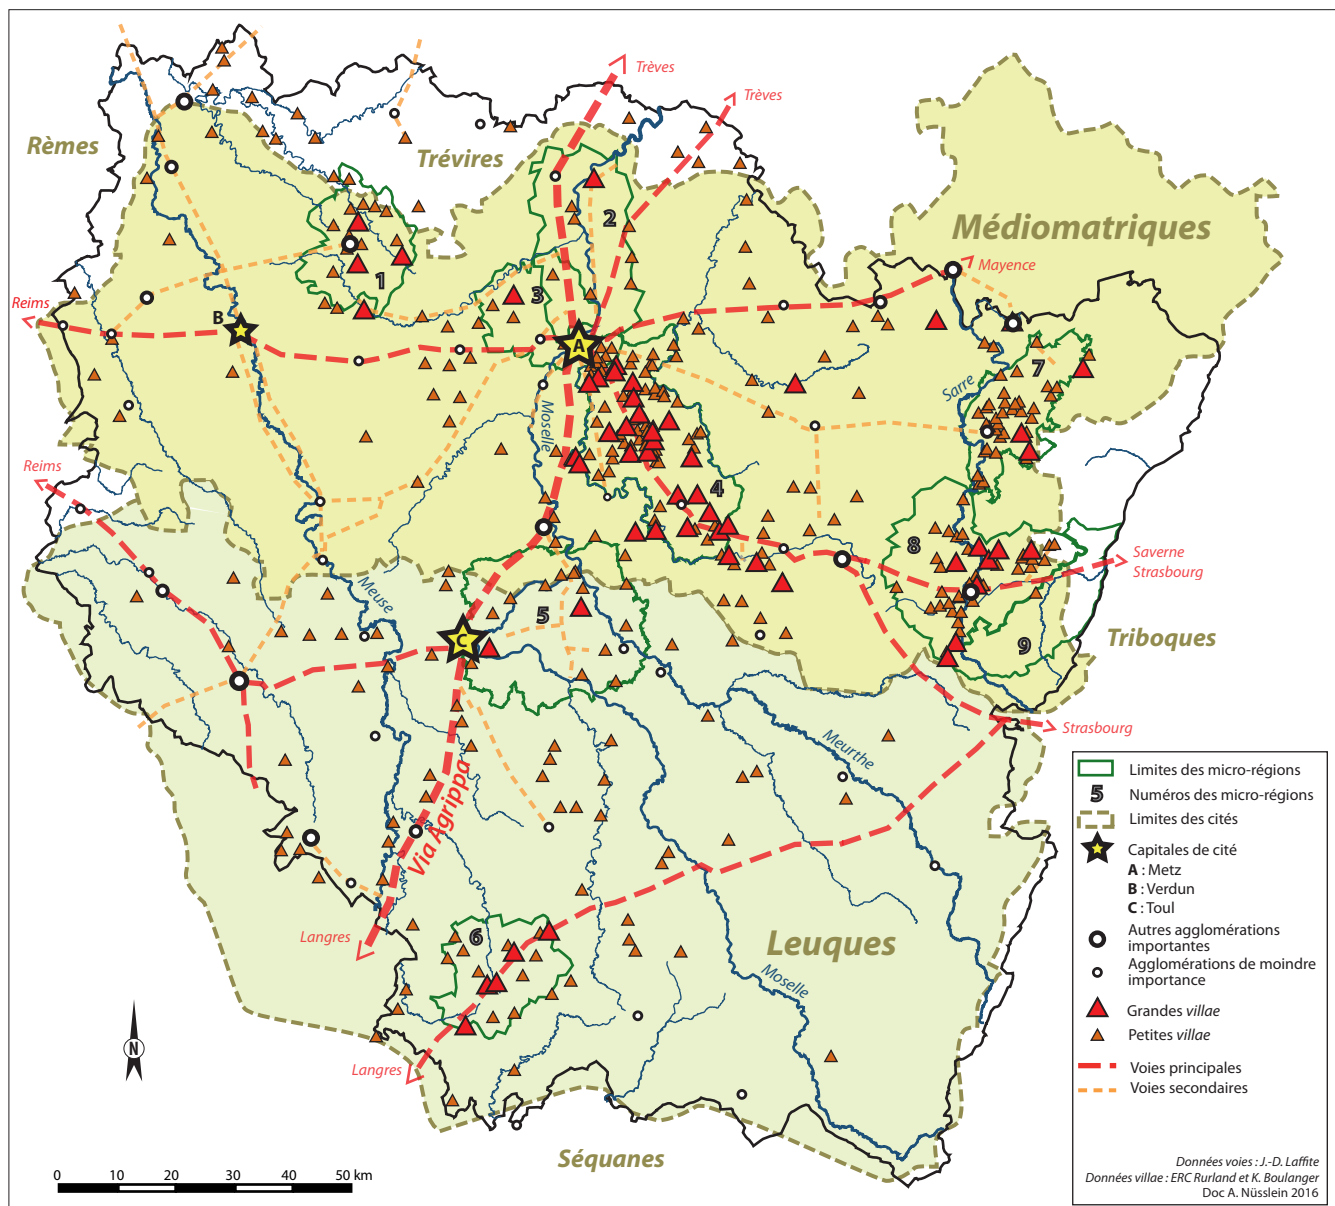 Trèves
Trèves
Rèmes
Trévires
Médiomatriques
Mayence
Reims
Reims
Sarre
Moselle
Meuse
Meurthe
Moselle
A
B
C
1
2
3
4
5
6
7
8
9
Saverne
Strasbourg
Triboques
Strasbourg
Via Agrippa
Langres
Langres
Leuques
Séquanes
N
0 10 20 30 40 50 km
Limites des micro-régions
5 Numéros des micro-régions
Limites des cités
Capitales de cité
A : Metz
B : Verdun
C : Toul
Autres agglomérations
importantes
Agglomérations de moindre
importance
Grandes villae
Petites villae
Voies principales
Voies secondaires
Données voies : J.-D. Laffite
Données villae : ERC Rurland et K. Boulanger
Doc A. Nüsslein 2016